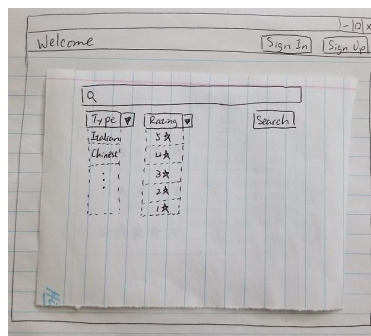 Welcome
Sign In
Sign Up
Type
Rating
Search
Italian
5★
Chinese
4★
3★
2★
1★